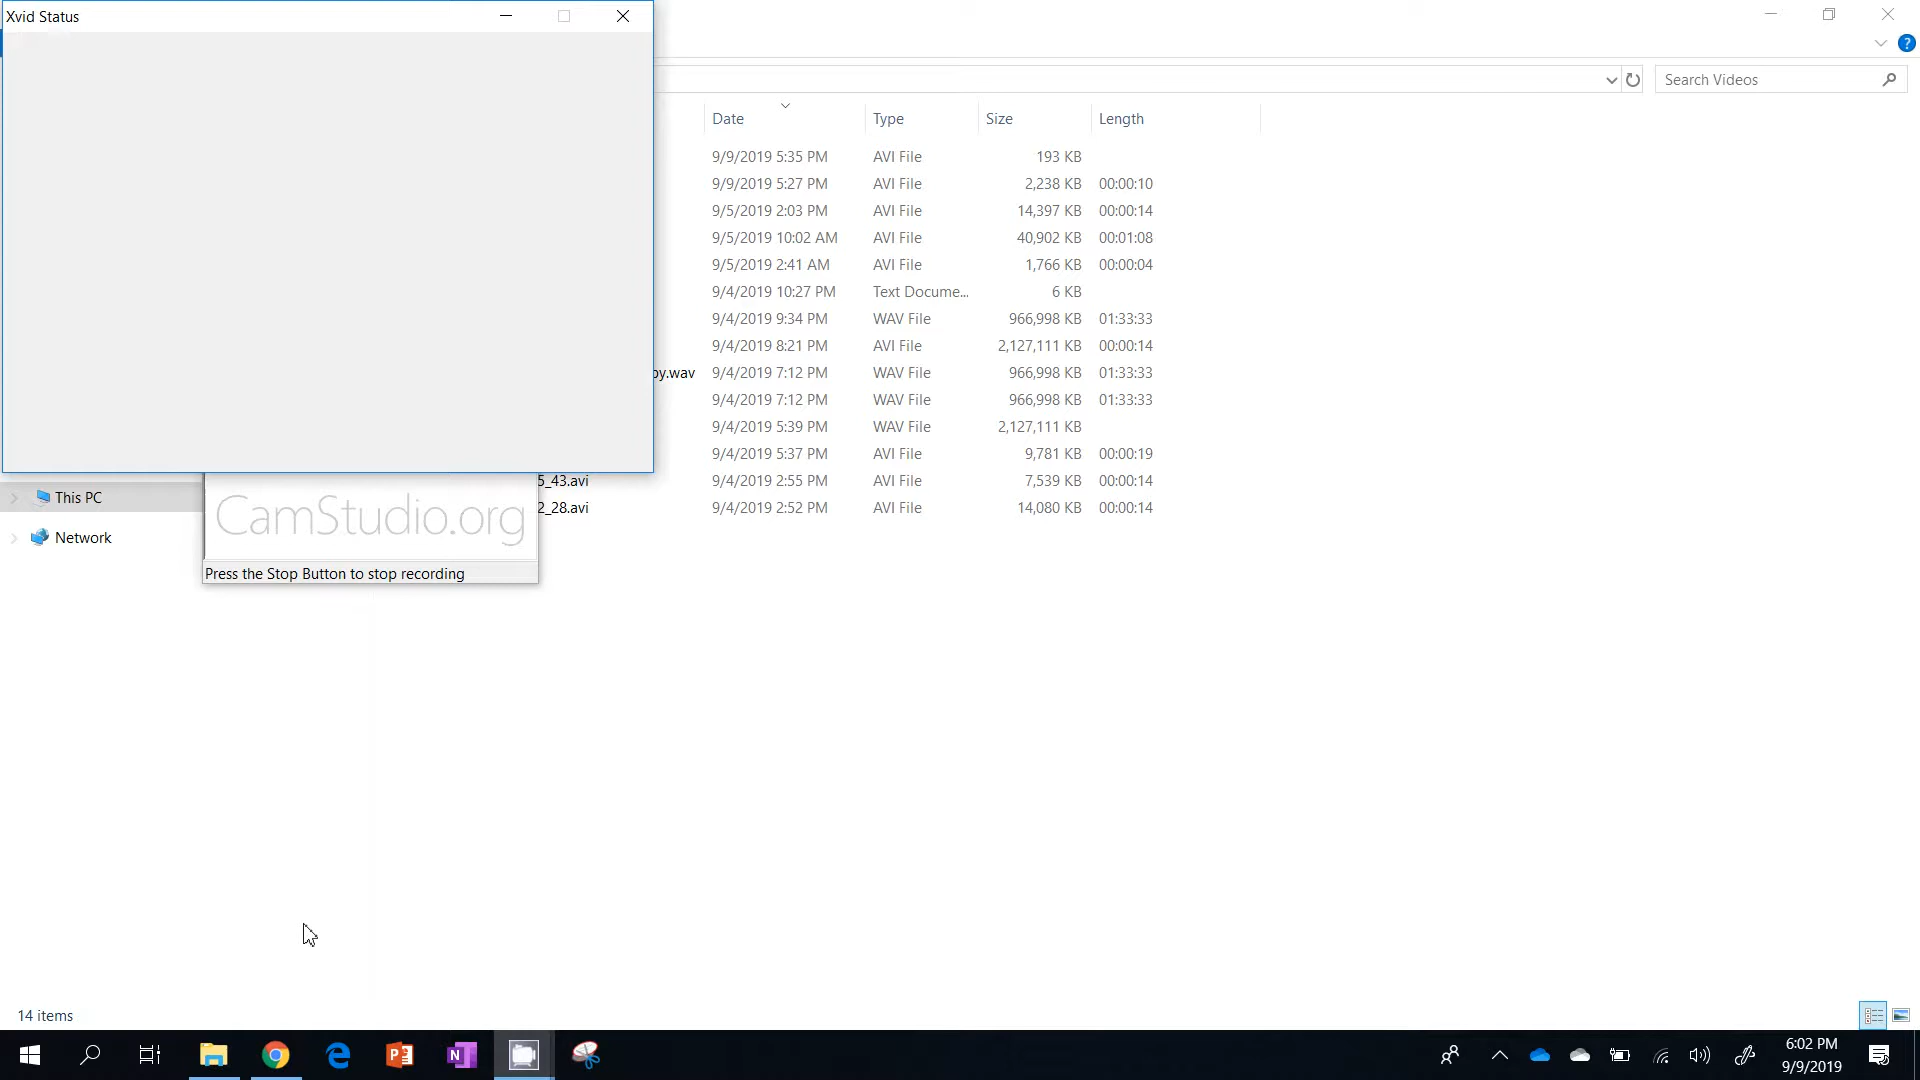 Xvid Status
Search Videos
Date Type Size Length
9/9/2019 5:35 PM AVI File 193 KB
9/9/2019 5:27 PM AVI File 2,238 KB 00:00:10
9/5/2019 2:03 PM AVI File 14,397 KB 00:00:14
9/5/2019 10:02 AM AVI File 40,902 KB 00:01:08
9/5/2019 2:41 AM AVI File 1,766 KB 00:00:04
9/4/2019 10:27 PM Text Docume... 6 KB
9/4/2019 9:34 PM WAV File 966,998 KB 01:33:33
9/4/2019 8:21 PM AVI File 2,127,111 KB 00:00:14
py.wav 9/4/2019 7:12 PM WAV File 966,998 KB 01:33:33
9/4/2019 7:12 PM WAV File 966,998 KB 01:33:33
9/4/2019 5:39 PM WAV File 2,127,111 KB
9/4/2019 5:37 PM AVI File 9,781 KB 00:00:19
5_43.avi 9/4/2019 2:55 PM AVI File 7,539 KB 00:00:14
2_28.avi 9/4/2019 2:52 PM AVI File 14,080 KB 00:00:14
This PC
CamStudio.org
Network
Press the Stop Button to stop recording
14 items
6:02 PM
9/9/2019